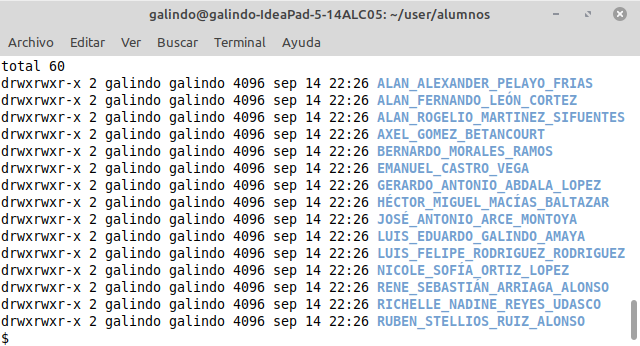 galindo@galindo-IdeaPad-5-14ALC05: ~/user/alumnos
Archivo Editar Ver Buscar Terminal Ayuda
total 60
drwxrwxr-x 2 galindo galindo 4096 sep 14 22:26 ALAN_ALEXANDER_PELAYO_FRIAS
drwxrwxr-x 2 galindo galindo 4096 sep 14 22:26 ALAN_FERNANDO_LEÓN_CORTEZ
drwxrwxr-x 2 galindo galindo 4096 sep 14 22:26 ALAN_ROGELIO_MARTINEZ_SIFUENTES
drwxrwxr-x 2 galindo galindo 4096 sep 14 22:26 AXEL_GOMEZ_BETANCOURT
drwxrwxr-x 2 galindo galindo 4096 sep 14 22:26 BERNARDO_MORALES_RAMOS
drwxrwxr-x 2 galindo galindo 4096 sep 14 22:26 EMANUEL_CASTRO_VEGA
drwxrwxr-x 2 galindo galindo 4096 sep 14 22:26 GERARDO_ANTONIO_ABDALA_LOPEZ
drwxrwxr-x 2 galindo galindo 4096 sep 14 22:26 HÉCTOR_MIGUEL_MACÍAS_BALTAZAR
drwxrwxr-x 2 galindo galindo 4096 sep 14 22:26 JOSÉ_ANTONIO_ARCE_MONTOYA
drwxrwxr-x 2 galindo galindo 4096 sep 14 22:26 LUIS_EDUARDO_GALINDO_AMAYA
drwxrwxr-x 2 galindo galindo 4096 sep 14 22:26 LUIS_FELIPE_RODRIGUEZ_RODRIGUEZ
drwxrwxr-x 2 galindo galindo 4096 sep 14 22:26 NICOLE_SOFÍA_ORTIZ_LOPEZ
drwxrwxr-x 2 galindo galindo 4096 sep 14 22:26 RENE_SEBASTIÁN_ARRIAGA_ALONSO
drwxrwxr-x 2 galindo galindo 4096 sep 14 22:26 RICHELLE_NADINE_REYES_UDASCO
drwxrwxr-x 2 galindo galindo 4096 sep 14 22:26 RUBEN_STELLIOS_RUIZ_ALONSO
$